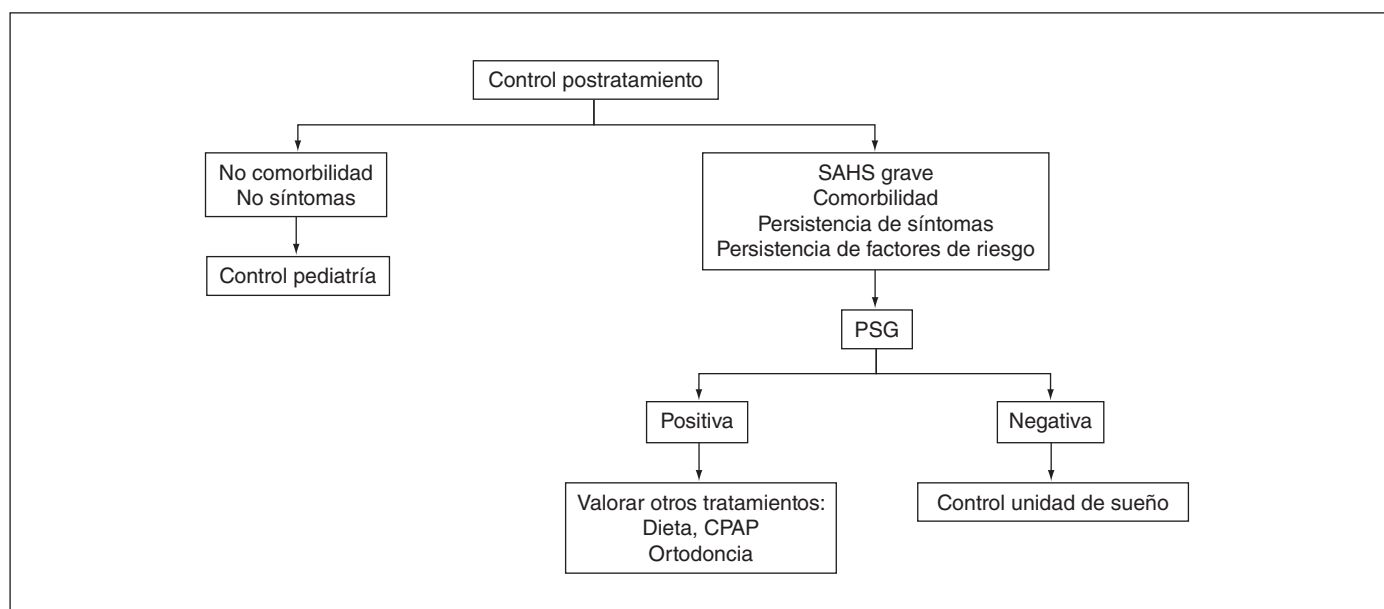 Control postratamiento
No comorbilidad
No síntomas
Control pediatría
SAHS grave
Comorbilidad
Persistencia de síntomas
Persistencia de factores de riesgo
PSG
Positiva
Negativa
Valorar otros tratamientos:
Dieta, CPAP
Ortodoncia
Control unidad de sueño